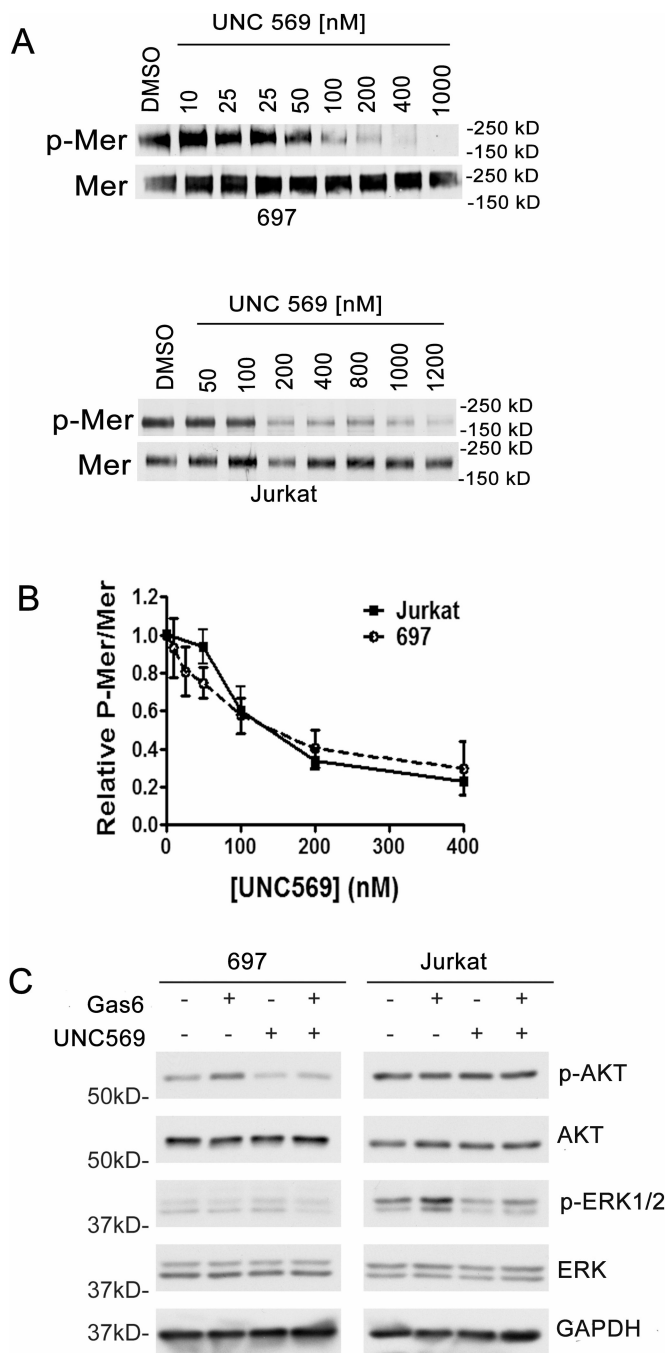 A
UNC 569 [nM]
DMSO 10 25 25 50 100 200 400 1000
p-Mer -250 kD
-150 kD
Mer -250 kD
-150 kD
697
UNC 569 [nM]
DMSO 50 100 200 400 800 1000 1200
p-Mer -250 kD
-150 kD
Mer -250 kD
-150 kD
Jurkat
B
Relative P-Mer/Mer
1.2
1.0
0.8
0.6
0.4
0.2
0.0
Jurkat
697
0 100 200 300 400
[UNC569] (nM)
C
697 Jurkat
Gas6 - + - + - + - +
UNC569 - - + + - - + +
50kD- p-AKT
50kD- AKT
37kD- p-ERK1/2
37kD- ERK
37kD- GAPDH